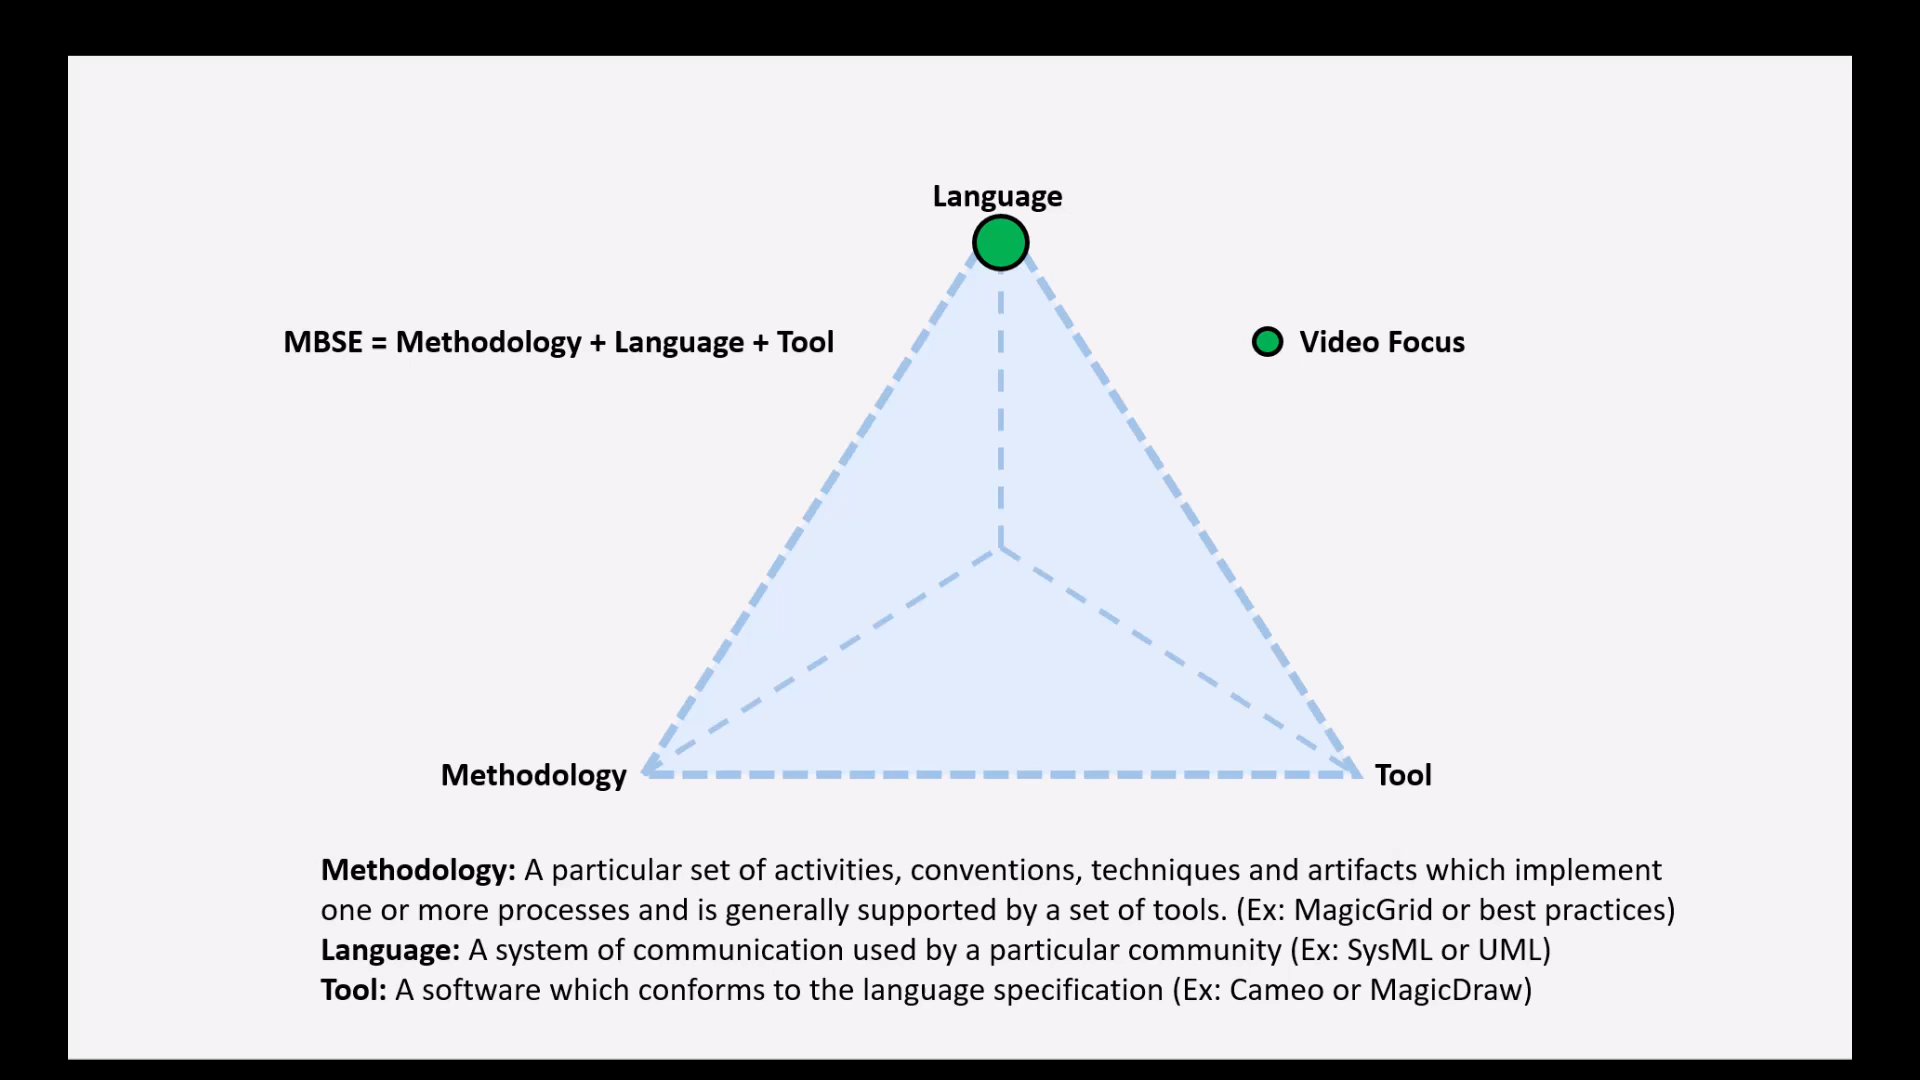 Language
MBSE = Methodology + Language + Tool
Video Focus
Methodology
Tool
Methodology: A particular set of activities, conventions, techniques and artifacts which implement
one or more processes and is generally supported by a set of tools. (Ex: MagicGrid or best practices)
Language: A system of communication used by a particular community (Ex: SysML or UML)
Tool: A software which conforms to the language specification (Ex: Cameo or MagicDraw)